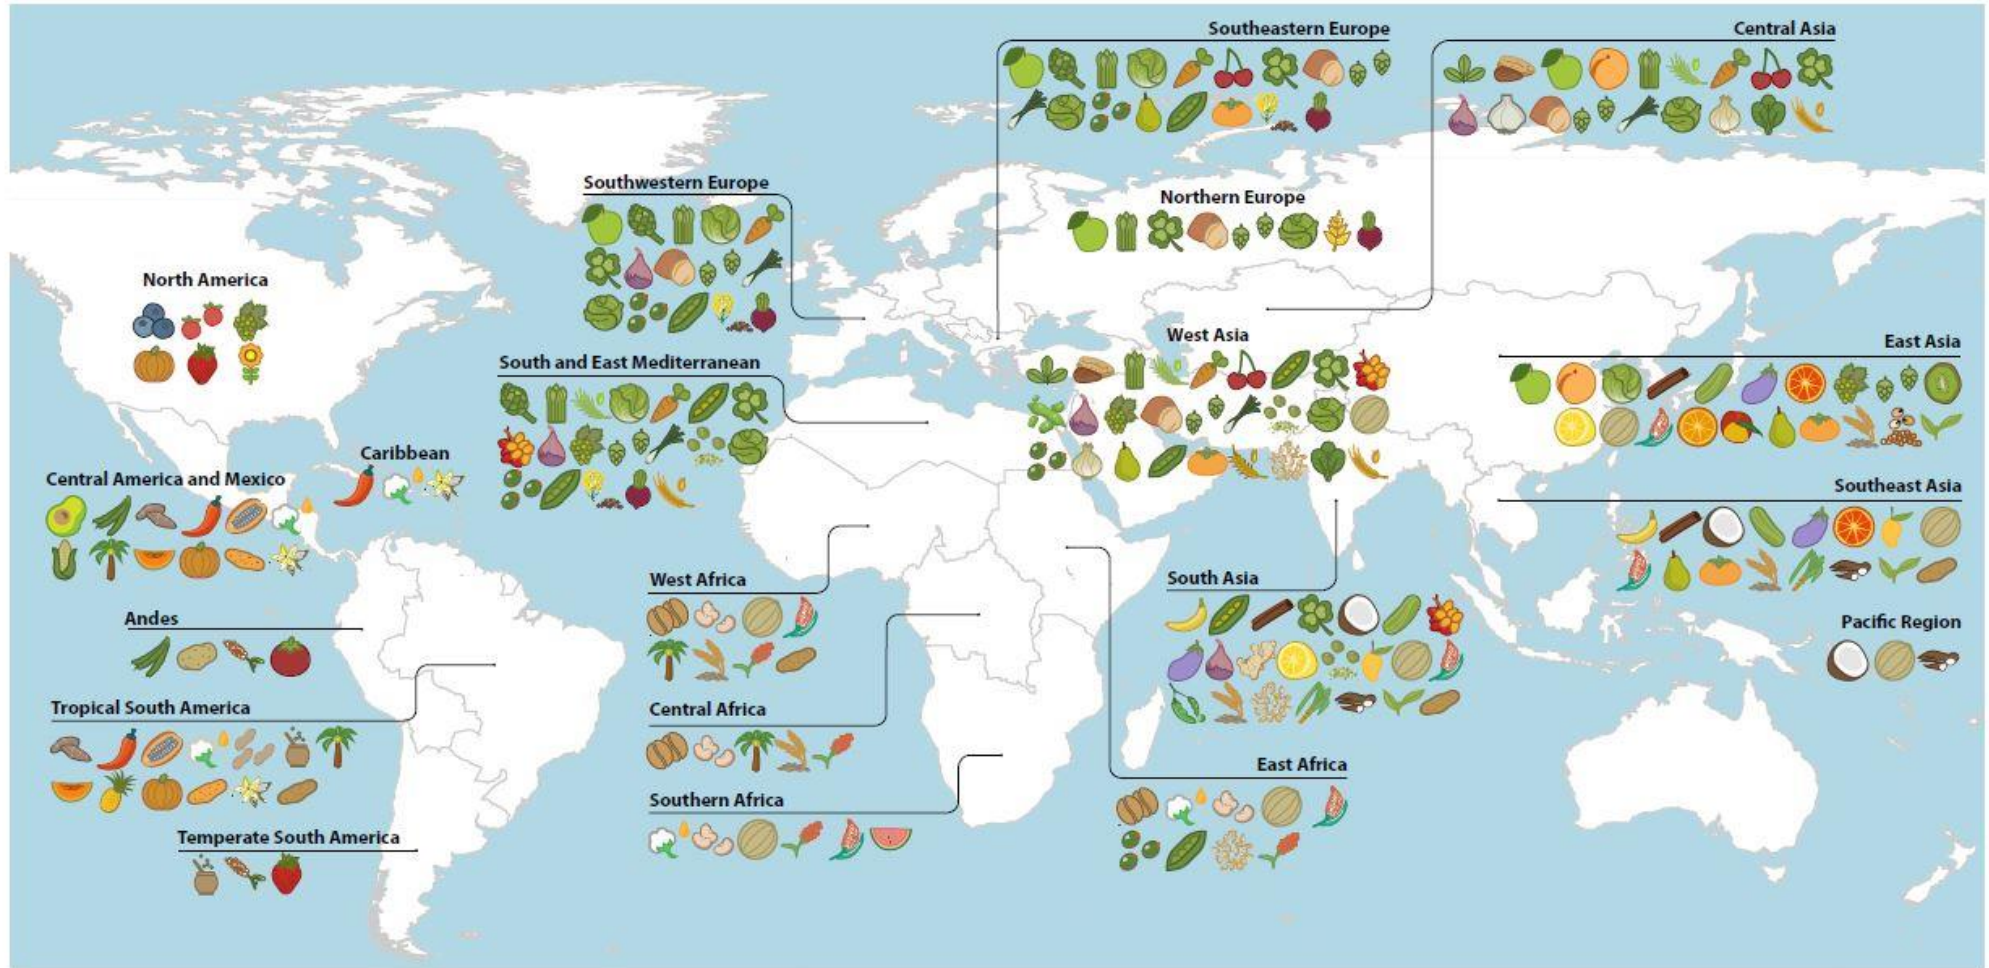 Southeastern Europe
Central Asia
Southwestern Europe
Northern Europe
North America
West Asia
East Asia
South and East Mediterranean
Caribbean
Central America and Mexico
Southeast Asia
West Africa
South Asia
Andes
Pacific Region
Tropical South America
Central Africa
East Africa
Southern Africa
Temperate South America